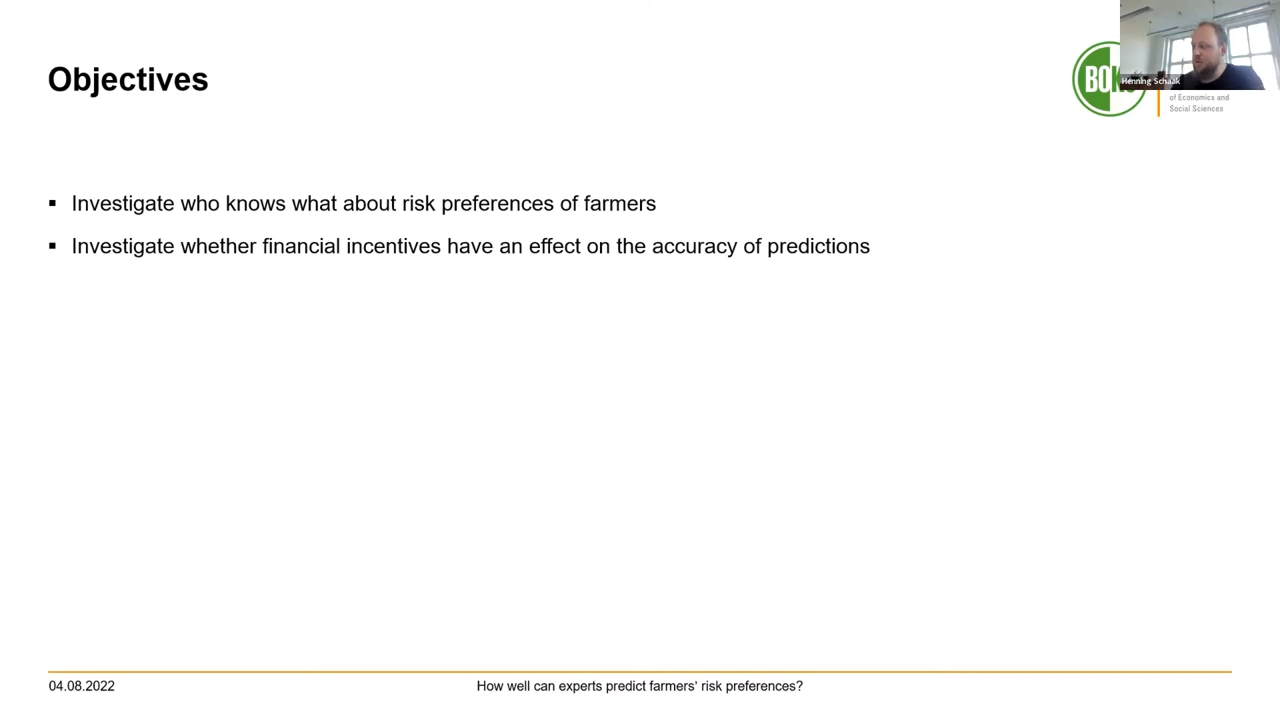 Objectives
BOK
Henning Schaak
of Economics and
Social Sciences
▪ Investigate who knows what about risk preferences of farmers
▪ Investigate whether financial incentives have an effect on the accuracy of predictions
04.08.2022
How well can experts predict farmers' risk preferences?